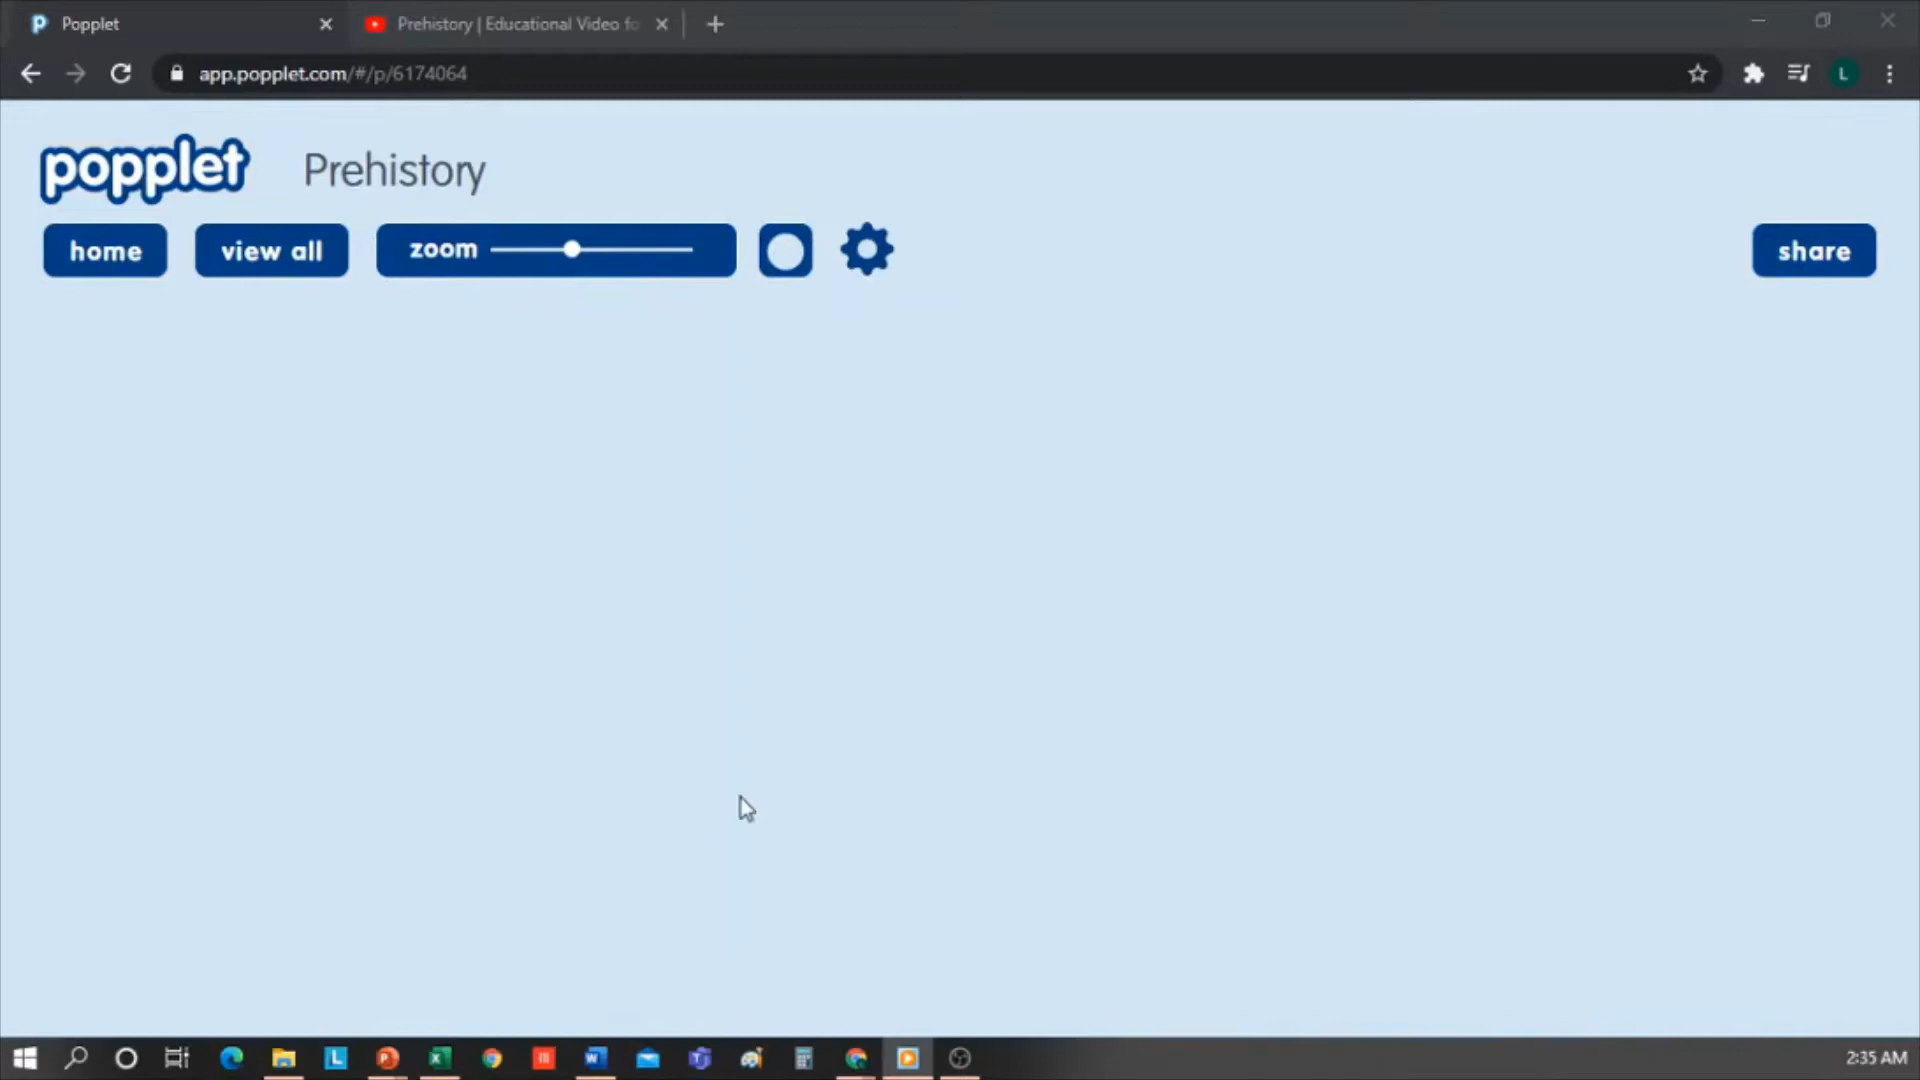 Popplet
Prehistory | Educational Video fo
app.popplet.com/#/p/6174064
L
popplet
Prehistory
home
view all
zoom
share
2:35 AM